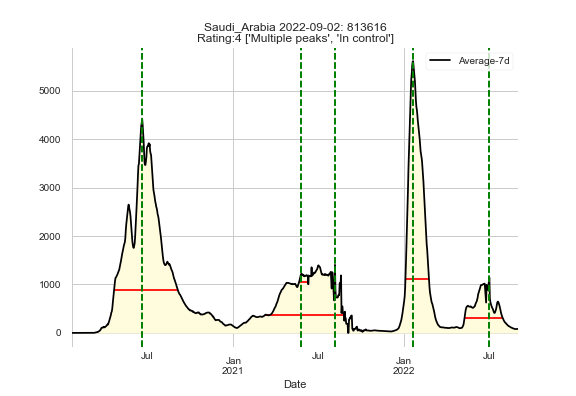 Saudi_Arabia 2022-09-02: 813616
Rating:4 ['Multiple peaks', 'In control']
Average-7d
5000
4000
3000
2000
1000
0
Jul
Jan
2021
Jul
Jan
2022
Jul
Date